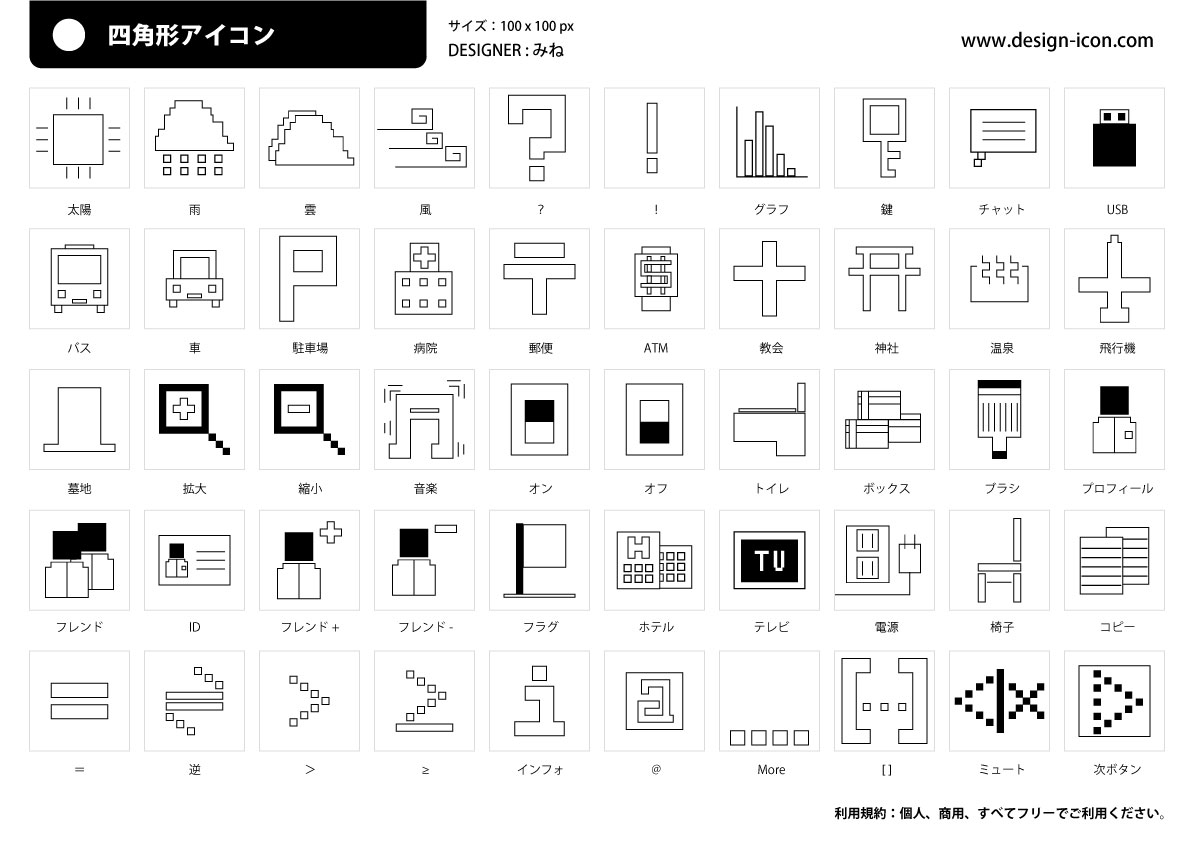 四角形アイコン
サイズ：100 x 100 px
DESIGNER : みね
www.design-icon.com
太陽 雨 雲 風 ? ! グラフ 鍵 チャット USB
バス 車 駐車場 病院 郵便 ATM 教会 神社 温泉 飛行機
墓地 拡大 縮小 音楽 オン オフ トイレ ボックス ブラシ プロフィール
H
TV
フレンド ID フレンド + フレンド - フラグ ホテル テレビ 電源 椅子 コピー
＝ 逆 ＞ ≥ インフォ @ More [ ] ミュート 次ボタン
利用規約：個人、商用、すべてフリーでご利用ください。